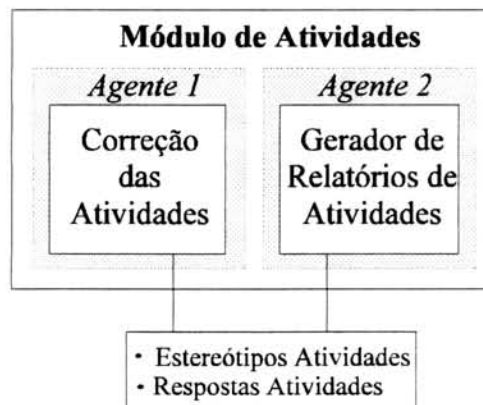 Módulo de Atividades
Agente 1
Correção
das
Atividades
Agente 2
Gerador de
Relatórios de
Atividades
• Estereótipos Atividades
• Respostas Atividades